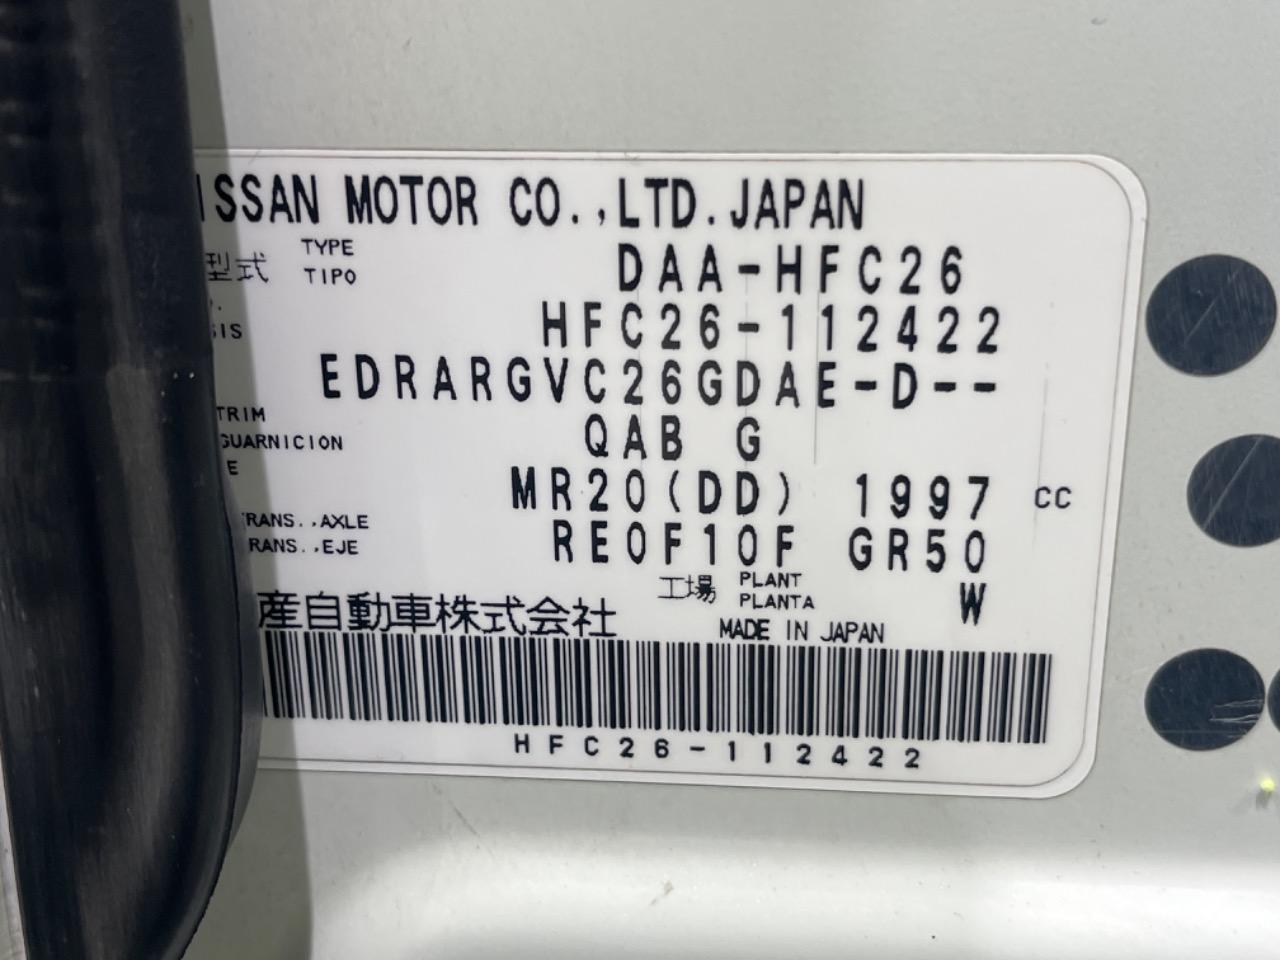 ISSAN MOTOR CO.,LTD.JAPAN
型式 TYPE
TIPO
DAA-HFC26
SIS
HFC26-112422
EDRARGVC26GDAE-D--
TRIM
GUARNICION
QAB G
E
MR20(DD) 1997 CC
TRANS.,AXLE
TRANS.,EJE
RE0F10F GR50
工場 PLANT
PLANTA
W
産自動車株式会社
MADE IN JAPAN
HFC26-112422